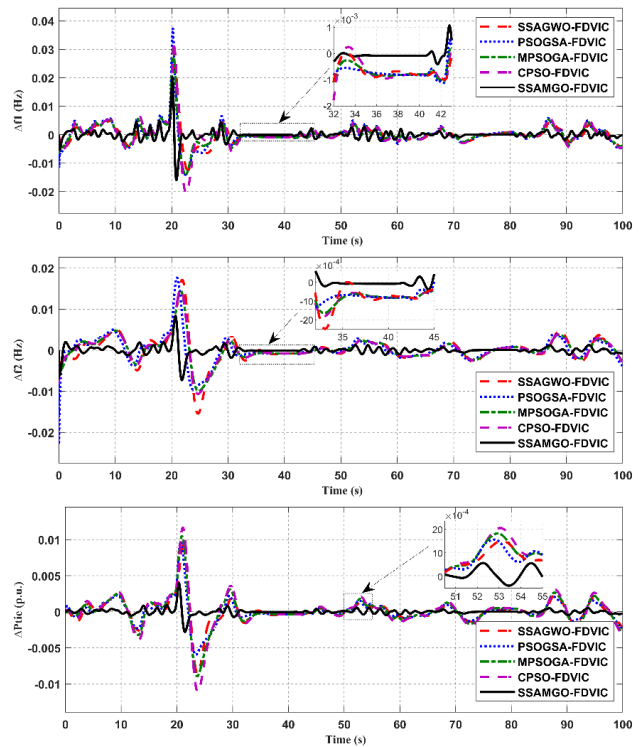 0.04
0.03
0.02
0.01
0
-0.01
-0.02
Δf1 (Hz)
×10⁻³
1
0
-1
-2
32 34 36 38 40 42
SSAGWO-FDVIC
PSOGSA-FDVIC
MPSOGA-FDVIC
CPSO-FDVIC
SSAMGO-FDVIC
0 10 20 30 40 50 60 70 80 90 100
Time (s)
0.02
0.01
0
-0.01
-0.02
Δf2 (Hz)
×10⁻⁴
0
-10
-20
35 40 45
SSAGWO-FDVIC
PSOGSA-FDVIC
MPSOGA-FDVIC
CPSO-FDVIC
SSAMGO-FDVIC
0 10 20 30 40 50 60 70 80 90 100
Time (s)
0.01
0.005
0
-0.005
-0.01
ΔPtie (p.u.)
×10⁻⁴
20
10
0
51 52 53 54 55
SSAGWO-FDVIC
PSOGSA-FDVIC
MPSOGA-FDVIC
CPSO-FDVIC
SSAMGO-FDVIC
0 10 20 30 40 50 60 70 80 90 100
Time (s)